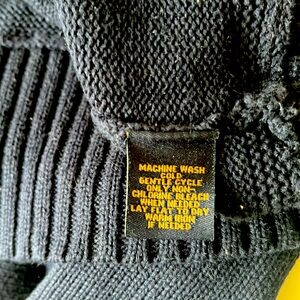 MACHINE WASH
COLD
GENTLE CYCLE
ONLY NON-
CHLORINE BLEACH
WHEN NEEDED
LAY FLAT TO DRY
WARM IRON
IF NEEDED